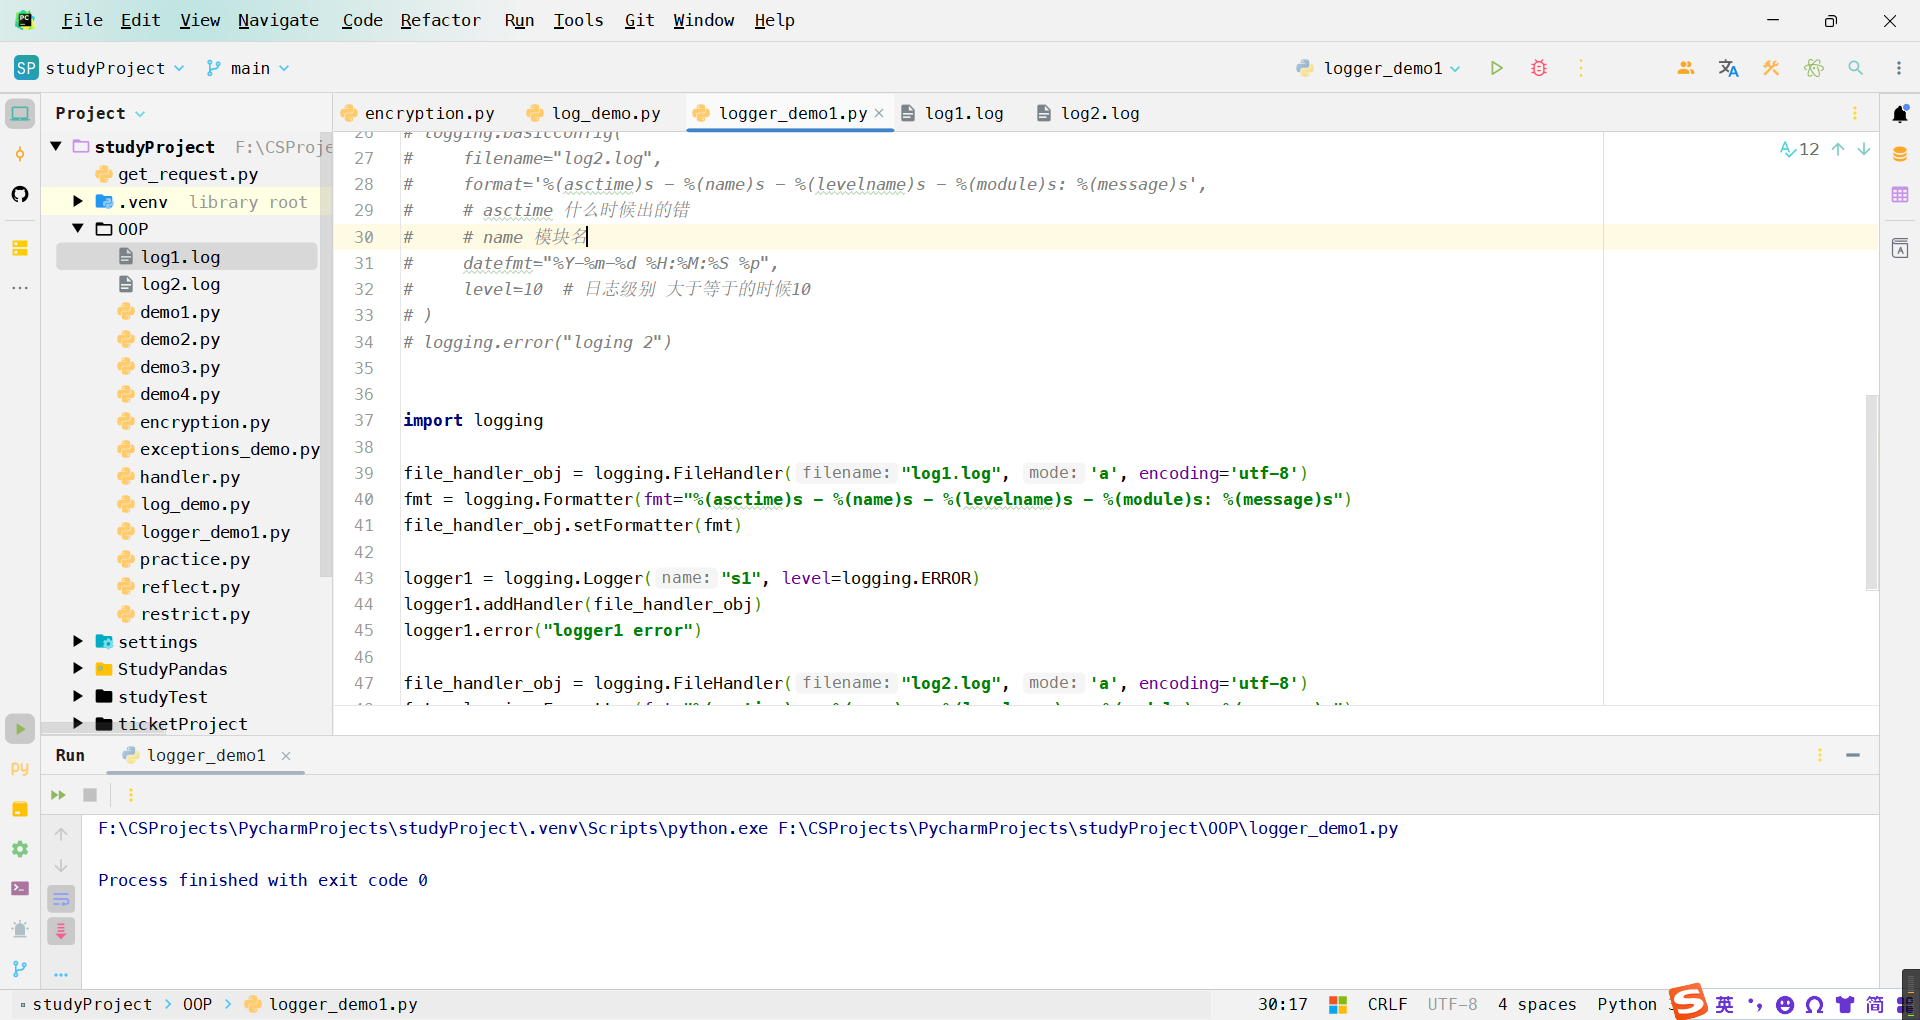 File Edit View Navigate Code Refactor Run Tools Git Window Help
SP studyProject main logger_demo1
Project
encryption.py log_demo.py logger_demo1.py log1.log log2.log
studyProject F:\CSProje
get_request.py
.venv library root
OOP
log1.log
log2.log
demo1.py
demo2.py
demo3.py
demo4.py
encryption.py
exceptions_demo.py
handler.py
log_demo.py
logger_demo1.py
practice.py
reflect.py
restrict.py
settings
StudyPandas
studyTest
ticketProject
12
26 # logging.basicConfig(
27 # filename="log2.log",
28 # format='%(asctime)s - %(name)s - %(levelname)s - %(module)s: %(message)s',
29 # # asctime 什么时候出的错
30 # # name 模块名
31 # datefmt="%Y-%m-%d %H:%M:%S %p",
32 # level=10 # 日志级别 大于等于的时候10
33 # )
34 # logging.error("loging 2")
35
36
37 import logging
38
39 file_handler_obj = logging.FileHandler( filename: "log1.log", mode: 'a', encoding='utf-8')
40 fmt = logging.Formatter(fmt="%(asctime)s - %(name)s - %(levelname)s - %(module)s: %(message)s")
41 file_handler_obj.setFormatter(fmt)
42
43 logger1 = logging.Logger( name: "s1", level=logging.ERROR)
44 logger1.addHandler(file_handler_obj)
45 logger1.error("logger1 error")
46
47 file_handler_obj = logging.FileHandler( filename: "log2.log", mode: 'a', encoding='utf-8')
Run logger_demo1
F:\CSProjects\PycharmProjects\studyProject\.venv\Scripts\python.exe F:\CSProjects\PycharmProjects\studyProject\OOP\logger_demo1.py
Process finished with exit code 0
studyProject > OOP > logger_demo1.py
30:17 CRLF UTF-8 4 spaces Python
英 简